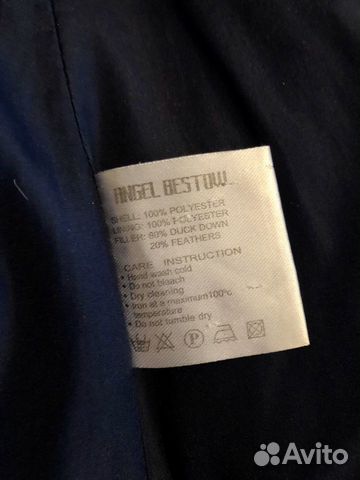 ANGEL BESTOW
SHELL: 100% POLYESTER
LINING: 100% POLYESTER
FILLER: 80% DUCK DOWN
20% FEATHERS
CARE INSTRUCTION
• Hand wash cold
• Do not bleach
• Dry cleaning
• Iron at a maximum100°c
temperature
• Do not tumble dry
P
Avito